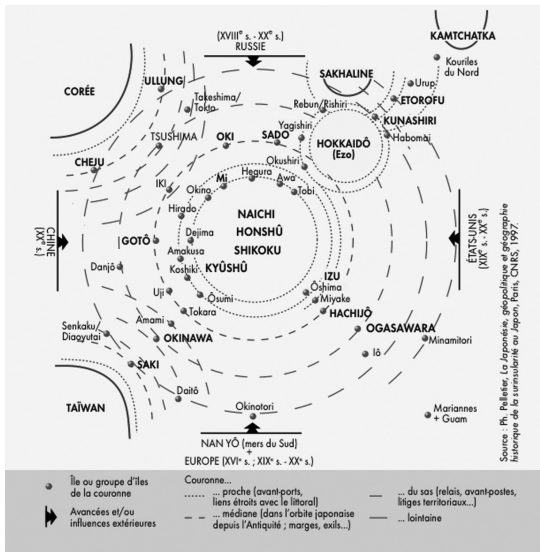 (XVIIIe s. - XXe s.)
RUSSIE
KAMTCHATKA
Kouriles
du Nord
SAKHALINE
CORÉE
ULLUNG
Urup
Takeshima/
Tokto
Rebun/Rishiri
ETOROFU
KUNASHIRI
Yagishiri
TSUSHIMA
OKI
SADO
HOKKAIDÔ
(Ezo)
Habomai
CHEJU
Okushiri
Hegura
IKI
Mi
Awa
Okino
Tobi
Hirado
NAICHI
HONSHÛ
SHIKOKU
KYÛSHÛ
CHINE
(XXe s.)
ÉTATS-UNIS
(XIXe s. - XXe s.)
GOTÔ
Dejima
Amakusa
Danjô
Koshiki
IZU
Ôshima
Uji
Ôsumi
Miyake
Tokara
HACHIJÔ
Amami
OGASAWARA
Senkaku/
Diaoyutai
OKINAWA
Minamitori
Iô
SAKI
Daitô
TAÏWAN
Okinotori
Mariannes
+ Guam
NAN YÔ (mers du Sud)
+
EUROPE (XVIe s. ; XIXe s. - XXe s.)
Source : Ph. Pelletier, La Japonésie, géopolitique et géographie
historique de la surinsularité au Japon, Paris, CNRS, 1997.
Île ou groupe d'îles
de la couronne
Avancées et/ou
influences extérieures
Couronne...
... proche (avant-ports,
liens étroits avec le littoral)
... médiane (dans l'orbite japonaise
depuis l'Antiquité ; marges, exils...)
... du sas (relais, avant-postes,
litiges territoriaux...)
... lointaine